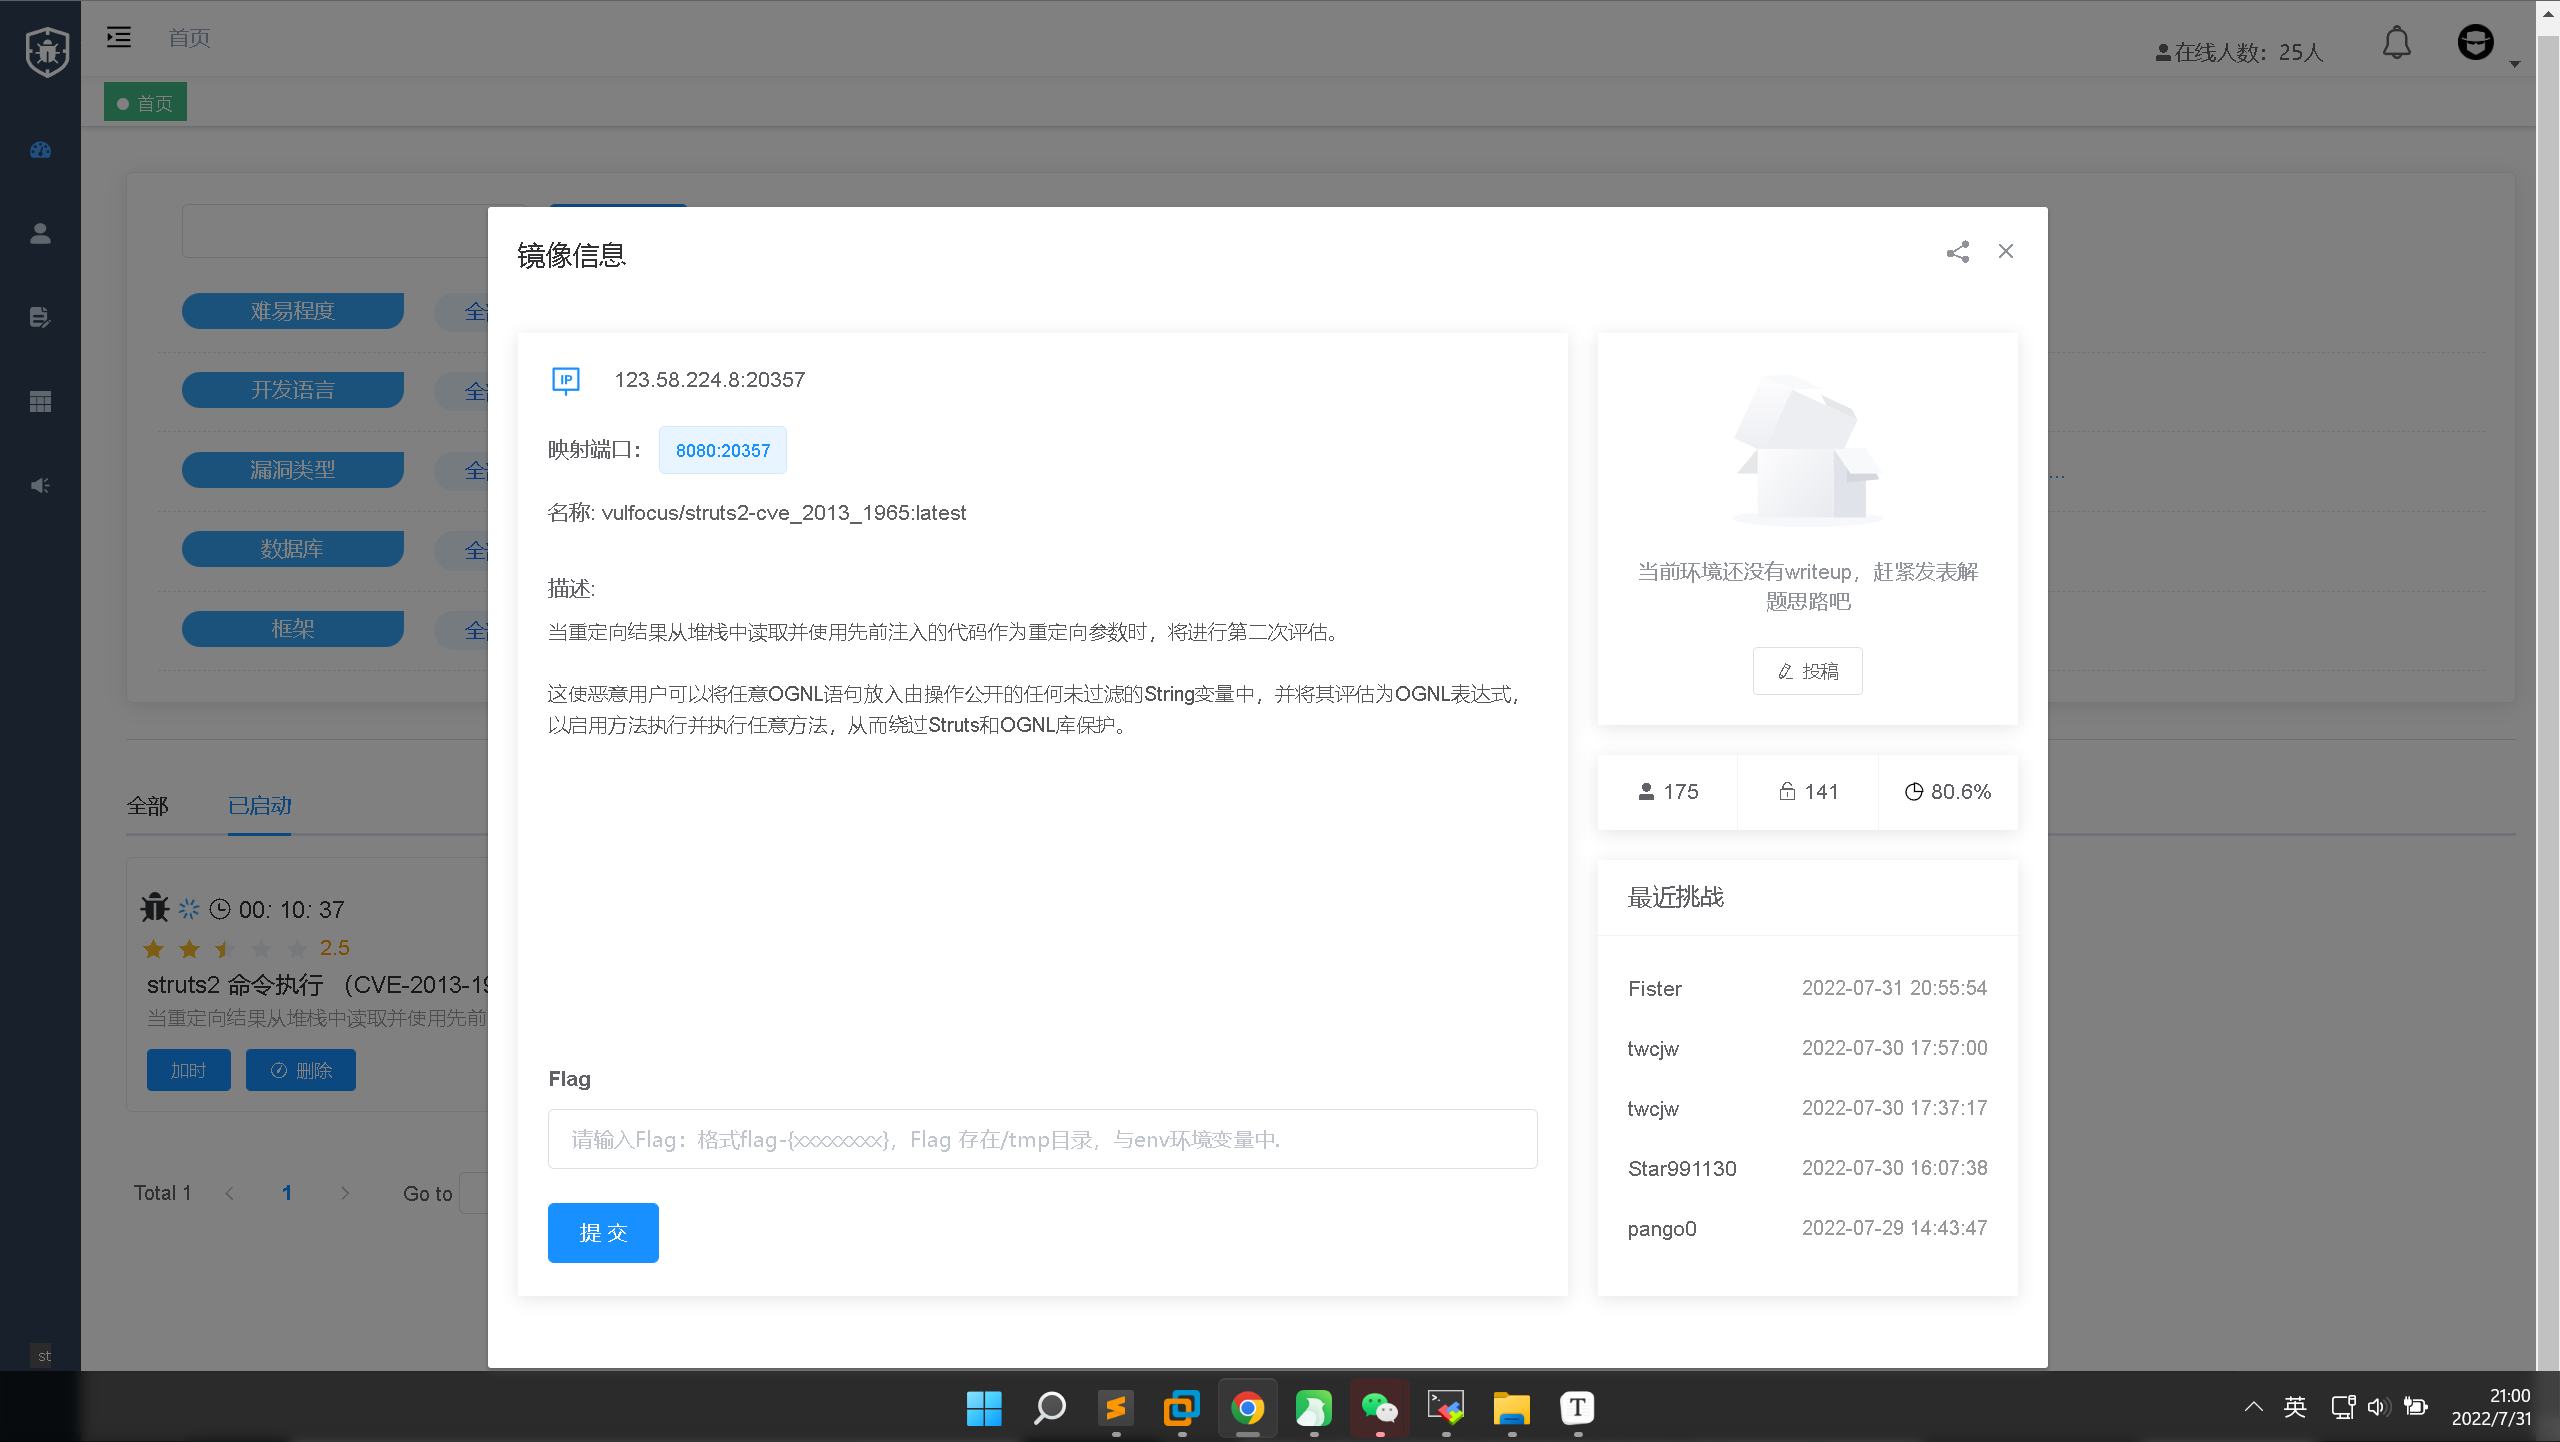 首页
在线人数：25人
首页
镜像信息
难易程度
开发语言
漏洞类型
数据库
框架
IP 123.58.224.8:20357
映射端口： 8080:20357
名称: vulfocus/struts2-cve_2013_1965:latest
描述:
当重定向结果从堆栈中读取并使用先前注入的代码作为重定向参数时，将进行第二次评估。
这使恶意用户可以将任意OGNL语句放入由操作公开的任何未过滤的String变量中，并将其评估为OGNL表达式，
以启用方法执行并执行任意方法，从而绕过Struts和OGNL库保护。
Flag
请输入Flag：格式flag-{xxxxxxxx}，Flag 存在/tmp目录，与env环境变量中.
提 交
当前环境还没有writeup，赶紧发表解
题思路吧
投稿
175 141 80.6%
最近挑战
Fister 2022-07-31 20:55:54
twcjw 2022-07-30 17:57:00
twcjw 2022-07-30 17:37:17
Star991130 2022-07-30 16:07:38
pango0 2022-07-29 14:43:47
...
全部 已启动
00: 10: 37
2.5
struts2 命令执行 （CVE-2013-19
当重定向结果从堆栈中读取并使用先前
加时 删除
Total 1 1 Go to
st
英
21:00
2022/7/31